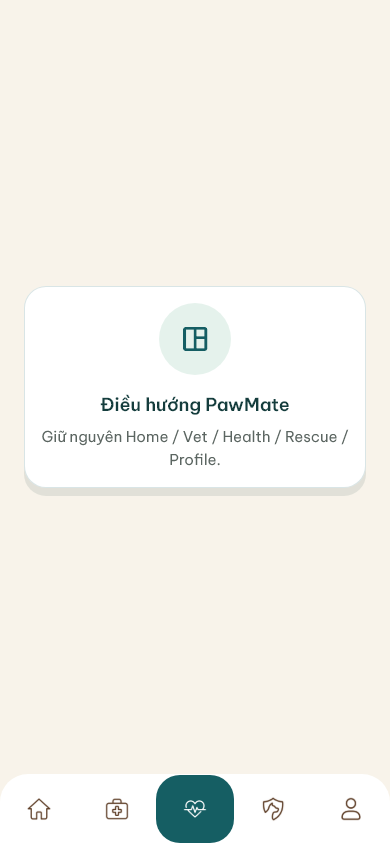 Điều hướng PawMate
Giữ nguyên Home / Vet / Health / Rescue /
Profile.